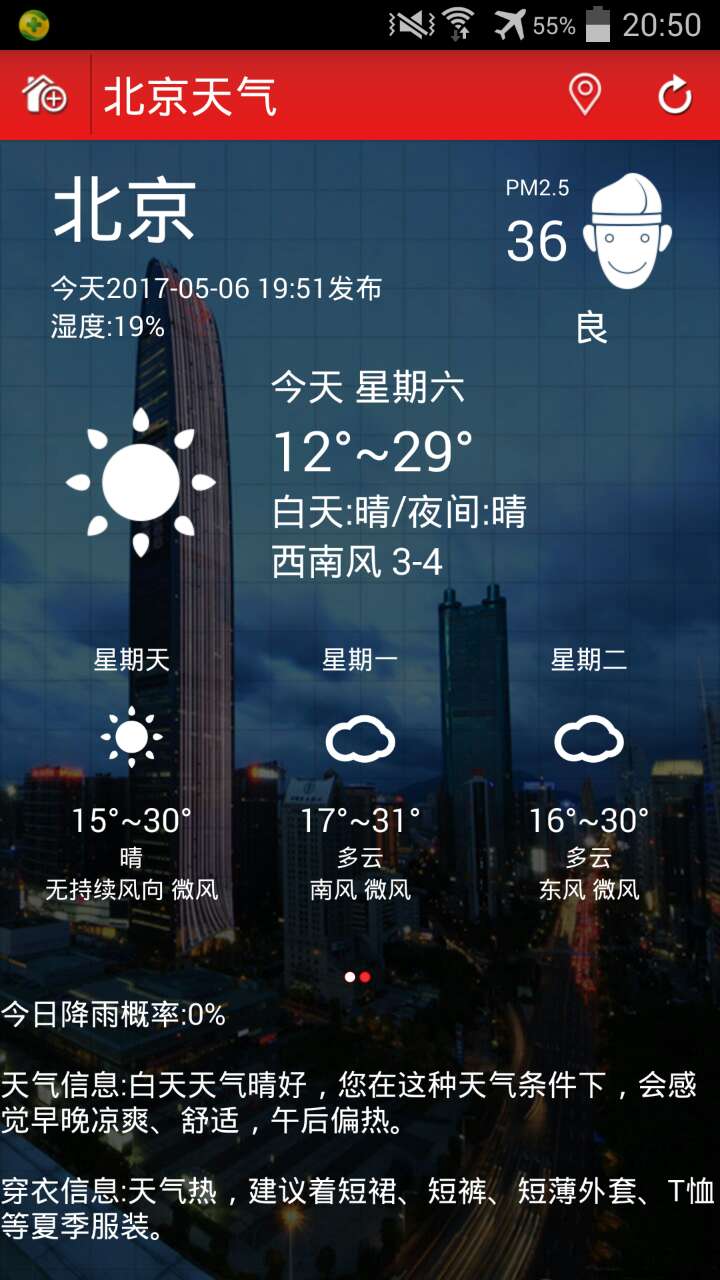 55% 20:50
北京天气
北京
PM2.5
36
良
今天2017-05-06 19:51发布
湿度:19%
今天 星期六
12°~29°
白天:晴/夜间:晴
西南风 3-4
星期天 星期一 星期二
15°~30° 17°~31° 16°~30°
晴 多云 多云
无持续风向 微风 南风 微风 东风 微风
今日降雨概率:0%
天气信息:白天天气晴好，您在这种天气条件下，会感
觉早晚凉爽、舒适，午后偏热。
穿衣信息:天气热，建议着短裙、短裤、短薄外套、T恤
等夏季服装。